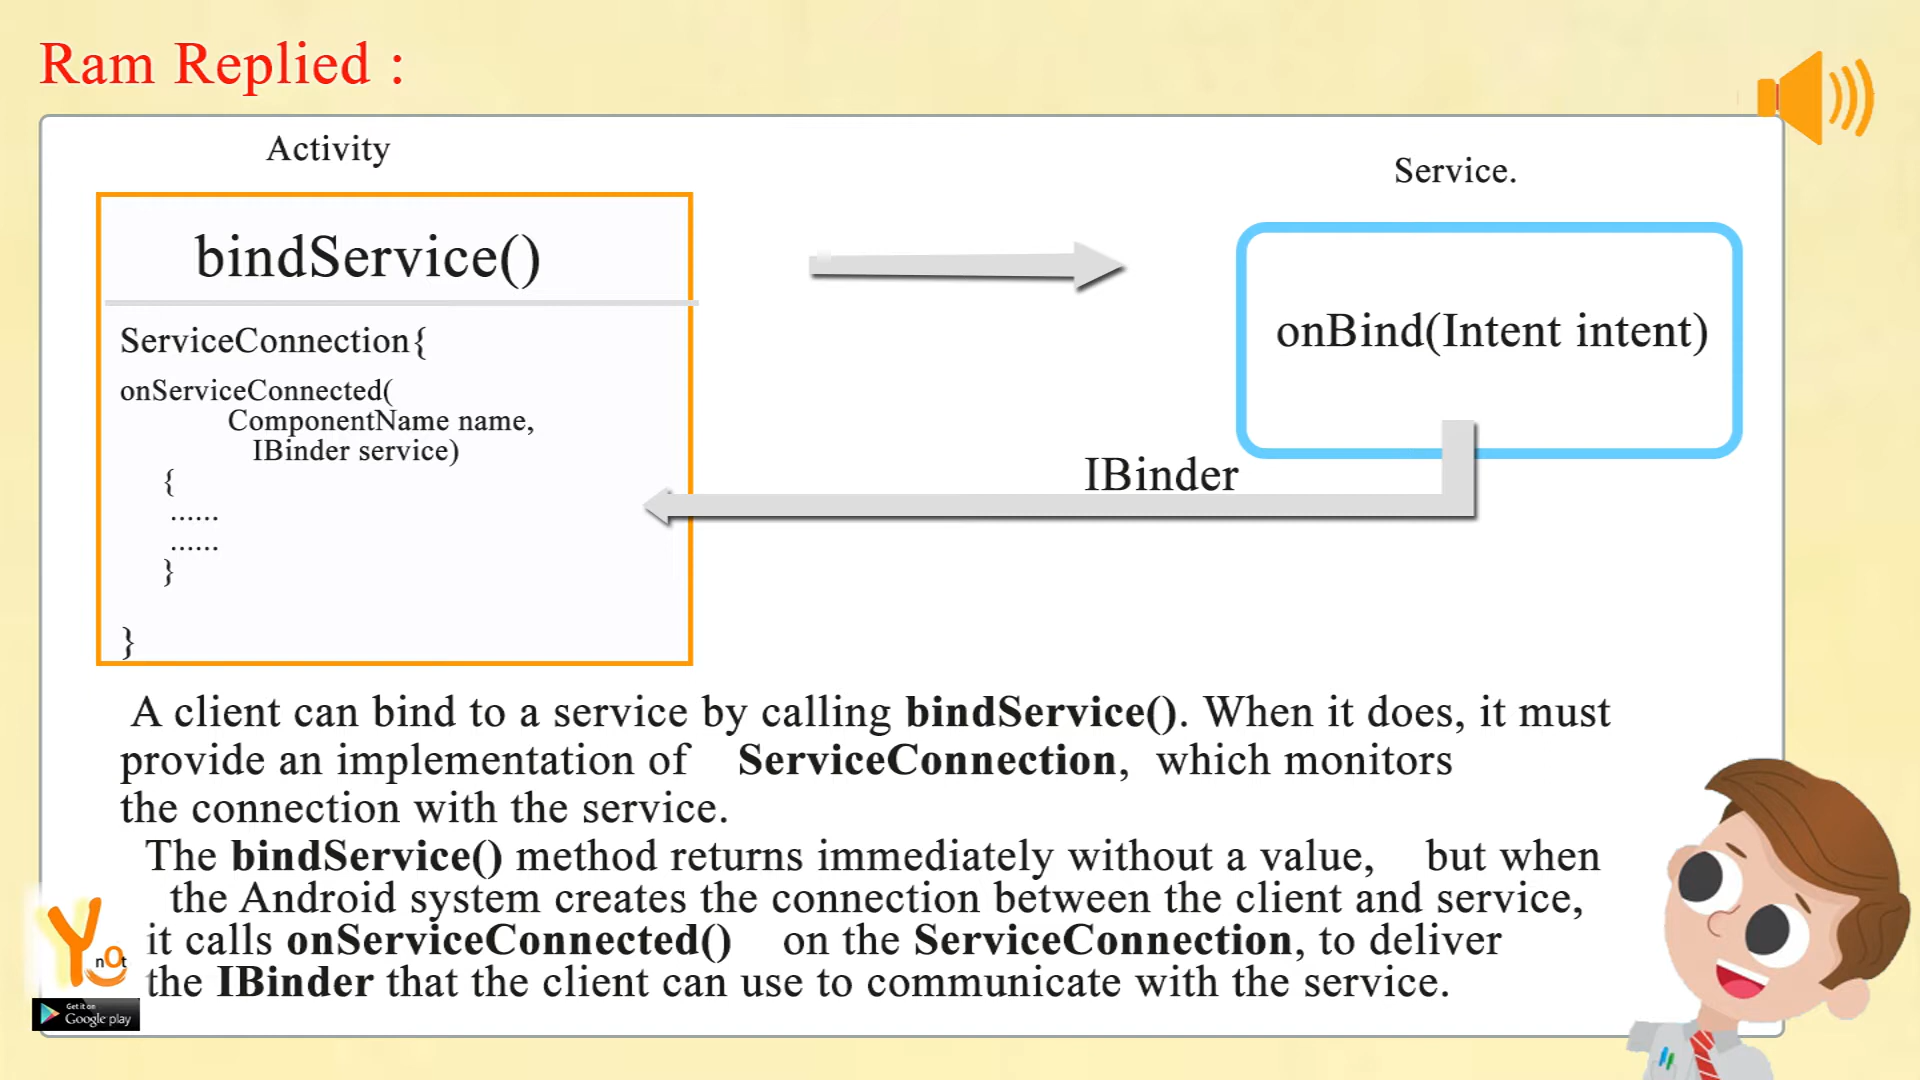 Ram Replied :
Activity
Service.
bindService()
ServiceConnection{
onServiceConnected(
ComponentName name,
IBinder service)
{
......
......
}
}
onBind(Intent intent)
IBinder
A client can bind to a service by calling bindService(). When it does, it must
provide an implementation of ServiceConnection, which monitors
the connection with the service.
The bindService() method returns immediately without a value, but when
the Android system creates the connection between the client and service,
it calls onServiceConnected() on the ServiceConnection, to deliver
the IBinder that the client can use to communicate with the service.
Y nOt
Get it on
Google play